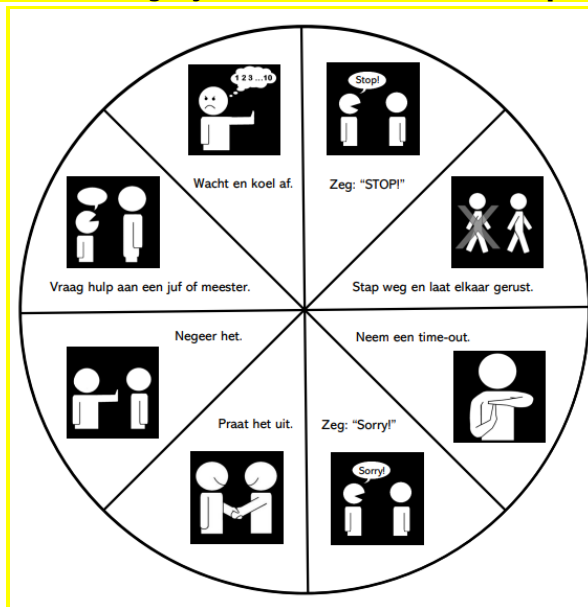 1 2 3 ...10
Stop!
Wacht en koel af.
Zeg: “STOP!”
Vraag hulp aan een juf of meester.
Stap weg en laat elkaar gerust.
Negeer het.
Neem een time-out.
Praat het uit.
Zeg: “Sorry!”
Sorry!